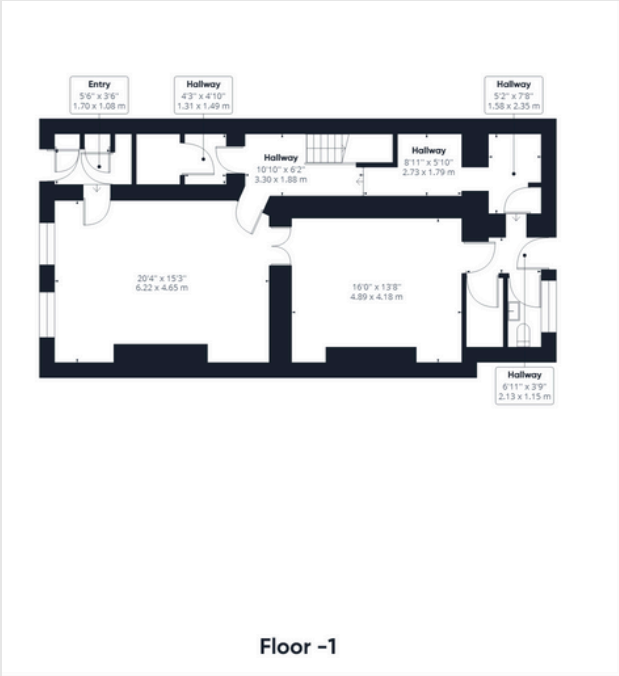 Entry
5'6" x 3'6"
1.70 x 1.08 m
Hallway
4'3" x 4'10"
1.31 x 1.49 m
Hallway
5'2" x 7'8"
1.58 x 2.35 m
Hallway
10'10" x 6'2"
3.30 x 1.88 m
Hallway
8'11" x 5'10"
2.73 x 1.79 m
20'4" x 15'3"
6.22 x 4.65 m
16'0" x 13'8"
4.89 x 4.18 m
Hallway
6'11" x 3'9"
2.13 x 1.15 m
Floor -1